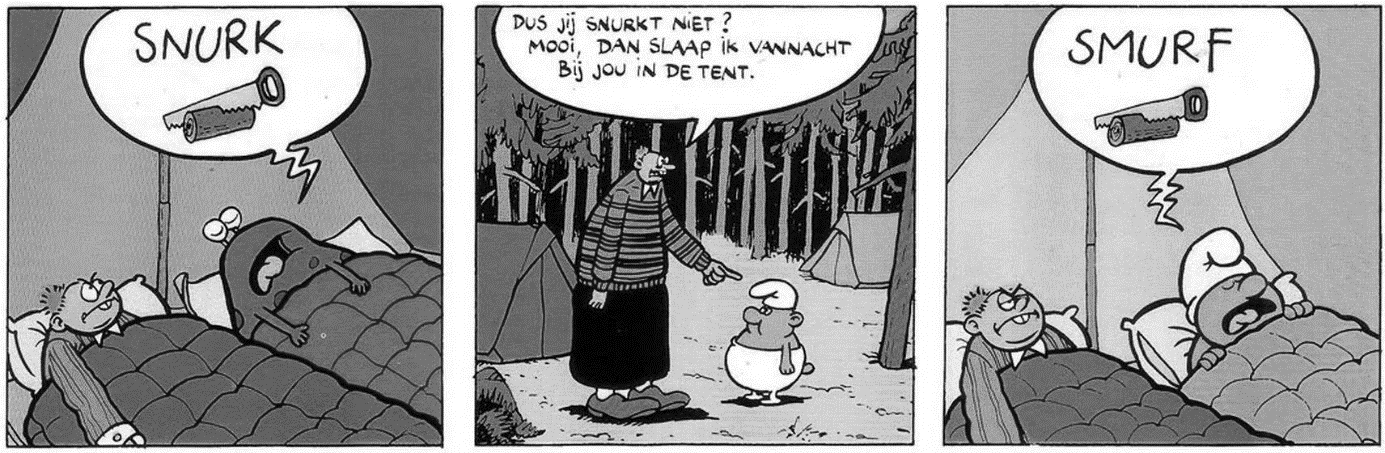 SNURK
DUS JIJ SNURKT NIET?
MOOI, DAN SLAAP IK VANNACHT
BIJ JOU IN DE TENT.
SMURF